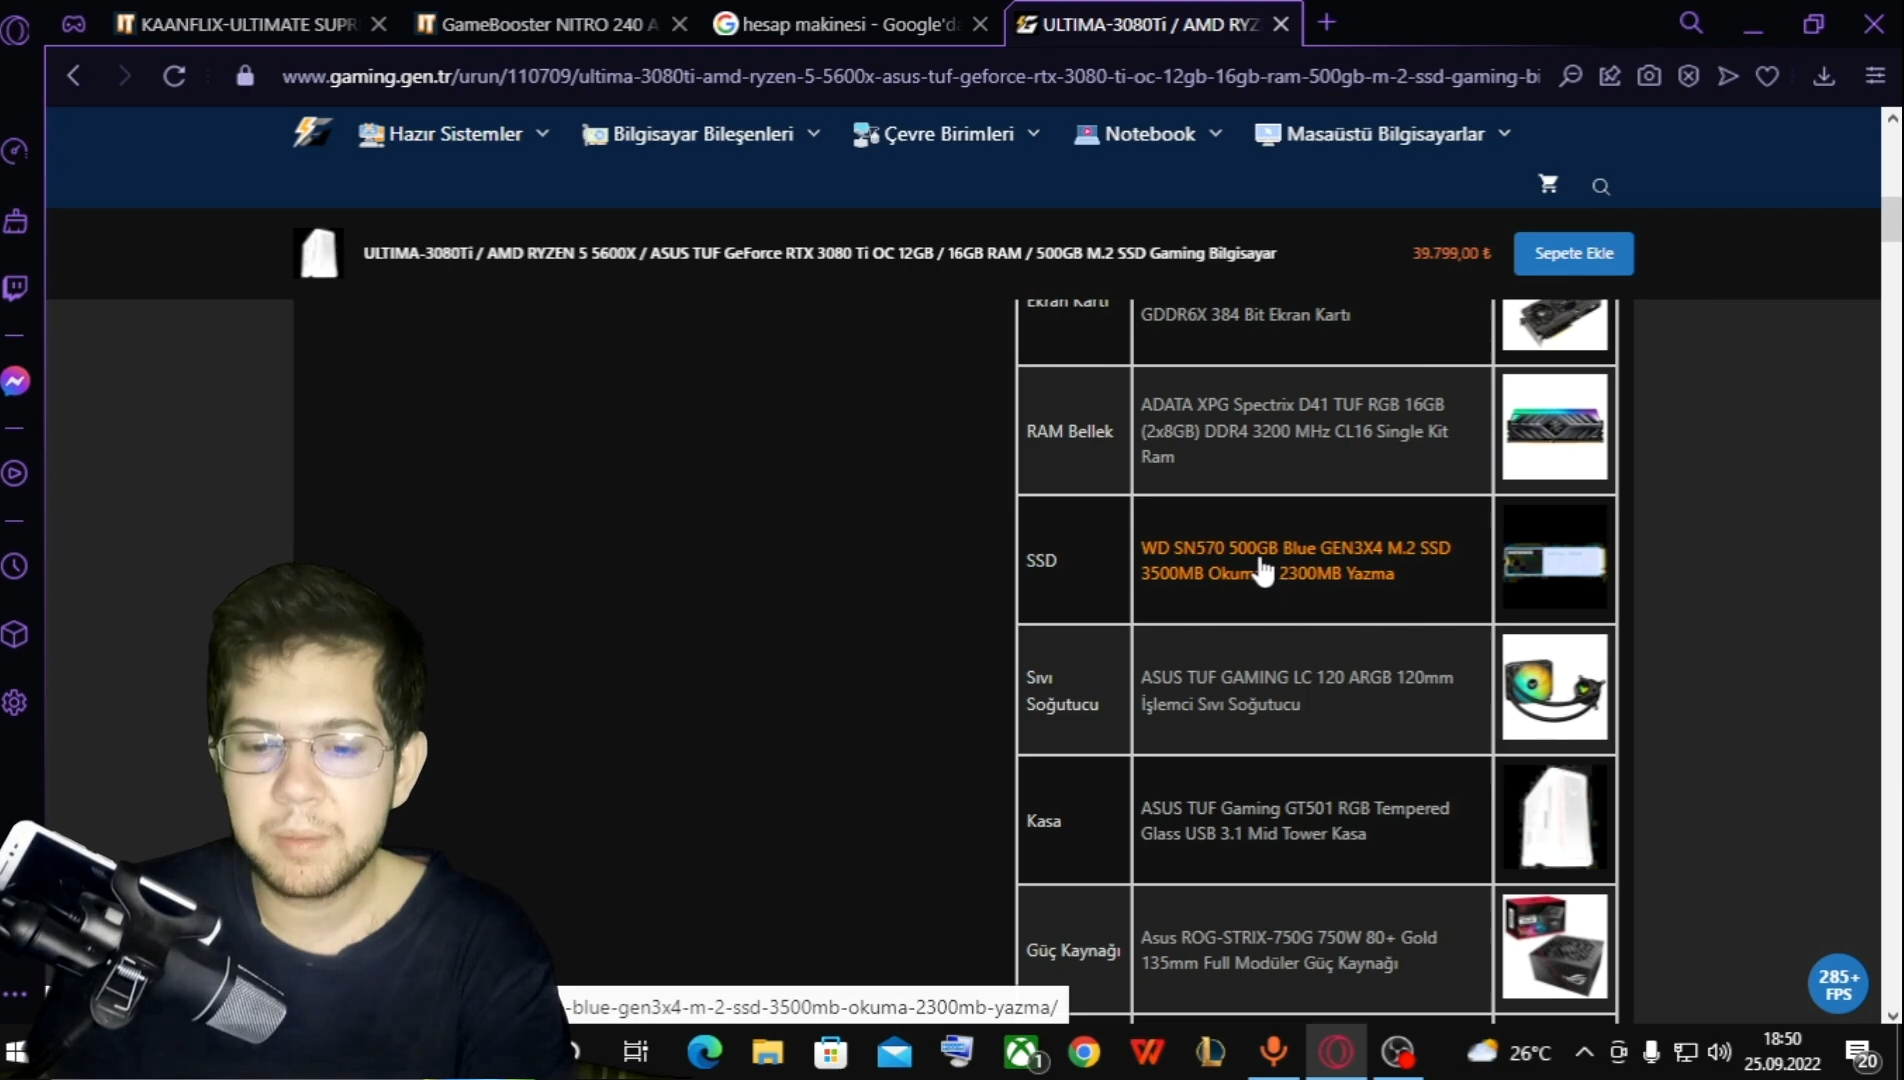 KAANFLIX-ULTIMATE SUPR
GameBooster NITRO 240 A
hesap makinesi - Google'da
ULTIMA-3080Ti / AMD RYZE
www.gaming.gen.tr/urun/110709/ultima-3080ti-amd-ryzen-5-5600x-asus-tuf-geforce-rtx-3080-ti-oc-12gb-16gb-ram-500gb-m-2-ssd-gaming-bi
Hazır Sistemler
Bilgisayar Bileşenleri
Çevre Birimleri
Notebook
Masaüstü Bilgisayarlar
ULTIMA-3080Ti / AMD RYZEN 5 5600X / ASUS TUF GeForce RTX 3080 Ti OC 12GB / 16GB RAM / 500GB M.2 SSD Gaming Bilgisayar
39.799,00 ₺
Sepete Ekle
Ekran Kartı
GDDR6X 384 Bit Ekran Kartı
RAM Bellek
ADATA XPG Spectrix D41 TUF RGB 16GB
(2x8GB) DDR4 3200 MHz CL16 Single Kit
Ram
SSD
WD SN570 500GB Blue GEN3X4 M.2 SSD
3500MB Okuma 2300MB Yazma
Sıvı
Soğutucu
ASUS TUF GAMING LC 120 ARGB 120mm
İşlemci Sıvı Soğutucu
Kasa
ASUS TUF Gaming GT501 RGB Tempered
Glass USB 3.1 Mid Tower Kasa
Güç Kaynağı
Asus ROG-STRIX-750G 750W 80+ Gold
135mm Full Modüler Güç Kaynağı
285+
FPS
-blue-gen3x4-m-2-ssd-3500mb-okuma-2300mb-yazma/
1
26°C
18:50
25.09.2022
20